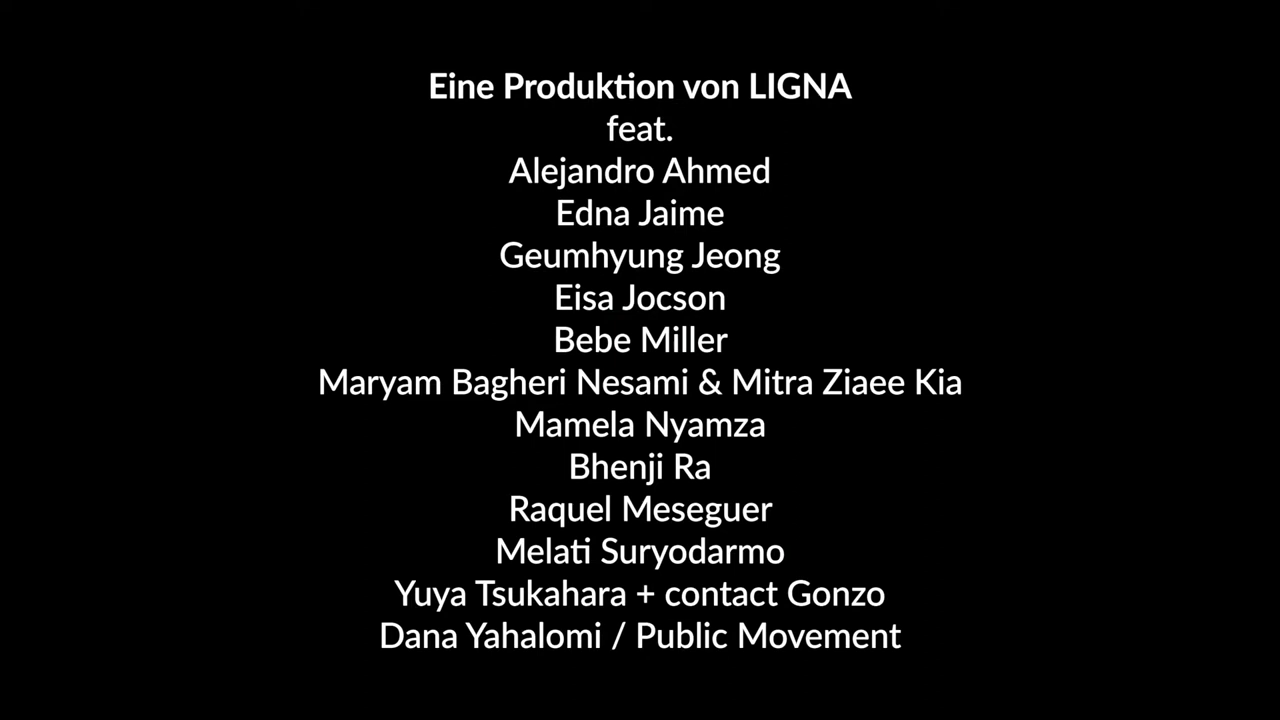 Eine Produktion von LIGNA
feat.
Alejandro Ahmed
Edna Jaime
Geumhyung Jeong
Eisa Jocson
Bebe Miller
Maryam Bagheri Nesami & Mitra Ziaee Kia
Mamela Nyamza
Bhenji Ra
Raquel Meseguer
Melati Suryodarmo
Yuya Tsukahara + contact Gonzo
Dana Yahalomi / Public Movement